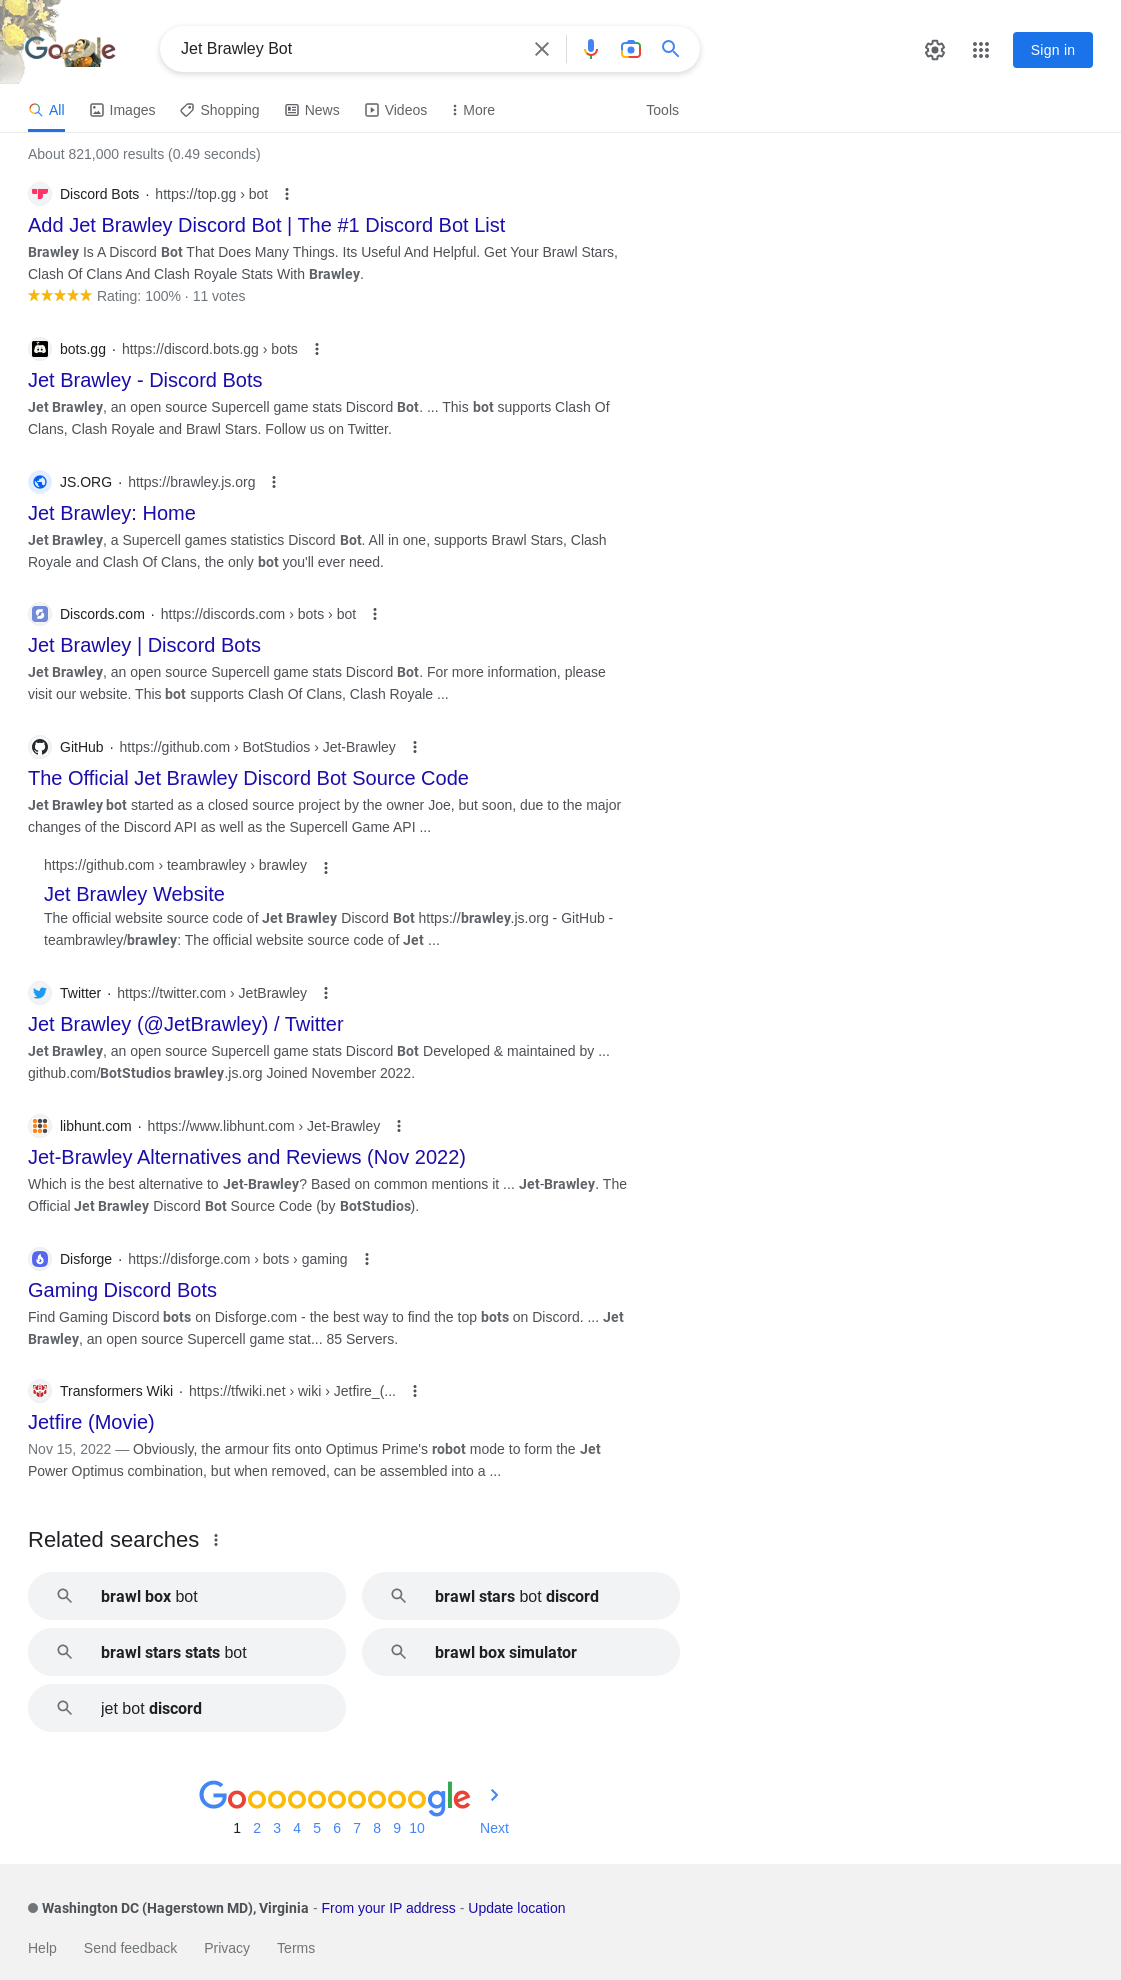 Google
Jet Brawley Bot
Sign in
All Images Shopping News Videos More Tools
About 821,000 results (0.49 seconds)
Discord Bots · https://top.gg › bot
Add Jet Brawley Discord Bot | The #1 Discord Bot List
Brawley Is A Discord Bot That Does Many Things. Its Useful And Helpful. Get Your Brawl Stars,
Clash Of Clans And Clash Royale Stats With Brawley.
Rating: 100% · 11 votes
bots.gg · https://discord.bots.gg › bots
Jet Brawley - Discord Bots
Jet Brawley, an open source Supercell game stats Discord Bot. ... This bot supports Clash Of
Clans, Clash Royale and Brawl Stars. Follow us on Twitter.
JS.ORG · https://brawley.js.org
Jet Brawley: Home
Jet Brawley, a Supercell games statistics Discord Bot. All in one, supports Brawl Stars, Clash
Royale and Clash Of Clans, the only bot you'll ever need.
Discords.com · https://discords.com › bots › bot
Jet Brawley | Discord Bots
Jet Brawley, an open source Supercell game stats Discord Bot. For more information, please
visit our website. This bot supports Clash Of Clans, Clash Royale ...
GitHub · https://github.com › BotStudios › Jet-Brawley
The Official Jet Brawley Discord Bot Source Code
Jet Brawley bot started as a closed source project by the owner Joe, but soon, due to the major
changes of the Discord API as well as the Supercell Game API ...
https://github.com › teambrawley › brawley
Jet Brawley Website
The official website source code of Jet Brawley Discord Bot https://brawley.js.org - GitHub -
teambrawley/brawley: The official website source code of Jet ...
Twitter · https://twitter.com › JetBrawley
Jet Brawley (@JetBrawley) / Twitter
Jet Brawley, an open source Supercell game stats Discord Bot Developed & maintained by ...
github.com/BotStudios brawley.js.org Joined November 2022.
libhunt.com · https://www.libhunt.com › Jet-Brawley
Jet-Brawley Alternatives and Reviews (Nov 2022)
Which is the best alternative to Jet-Brawley? Based on common mentions it ... Jet-Brawley. The
Official Jet Brawley Discord Bot Source Code (by BotStudios).
Disforge · https://disforge.com › bots › gaming
Gaming Discord Bots
Find Gaming Discord bots on Disforge.com - the best way to find the top bots on Discord. ... Jet
Brawley, an open source Supercell game stat... 85 Servers.
Transformers Wiki · https://tfwiki.net › wiki › Jetfire_(...
Jetfire (Movie)
Nov 15, 2022 — Obviously, the armour fits onto Optimus Prime's robot mode to form the Jet
Power Optimus combination, but when removed, can be assembled into a ...
Related searches
brawl box bot
brawl stars bot discord
brawl stars stats bot
brawl box simulator
jet bot discord
Goooooooooogle
1 2 3 4 5 6 7 8 9 10 Next
Washington DC (Hagerstown MD), Virginia - From your IP address - Update location
Help Send feedback Privacy Terms